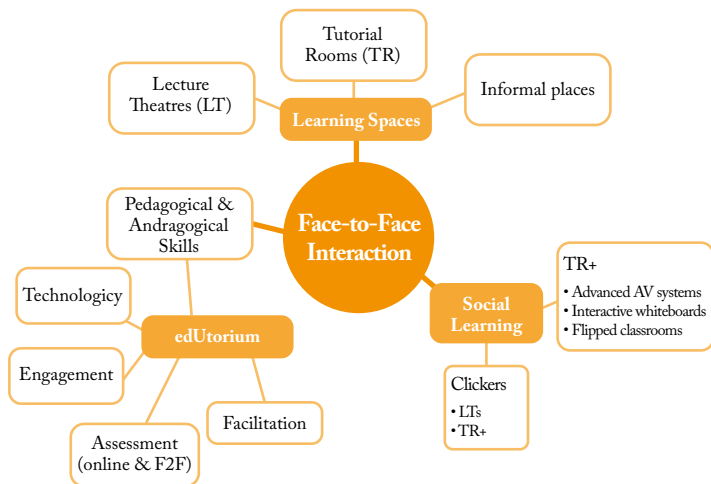 Tutorial
Rooms (TR)
Lecture
Theatres (LT)
Informal places
Learning Spaces
Face-to-Face
Interaction
Pedagogical &
Andragogical
Skills
Technologicy
edUtorium
Engagement
Assessment
(online & F2F)
Facilitation
Social
Learning
TR+
• Advanced AV systems
• Interactive whiteboards
• Flipped classrooms
Clickers
• LTs
• TR+